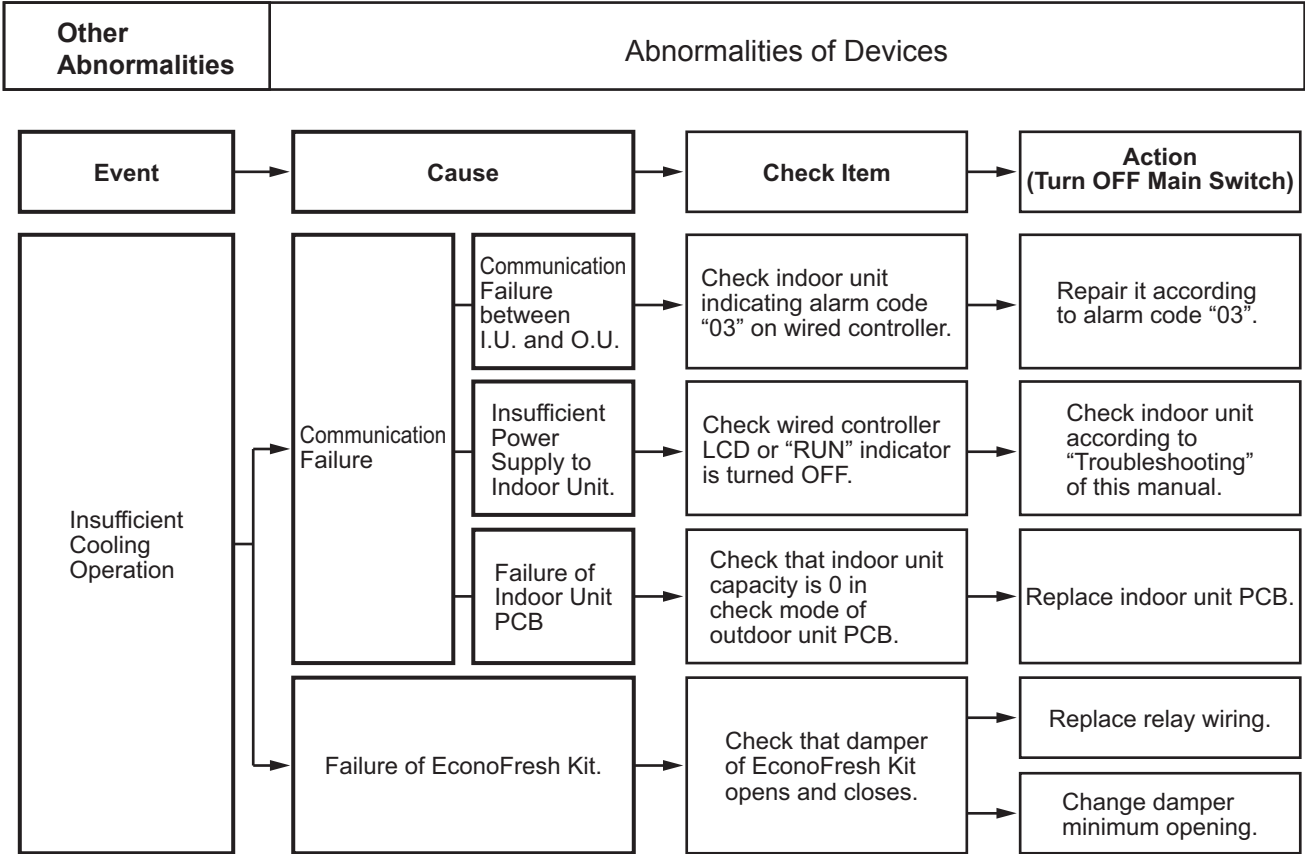 Other
Abnormalities
Abnormalities of Devices
Event
Cause
Check Item
Action
(Turn OFF Main Switch)
Insufficient
Cooling
Operation
Communication
Failure
Communication
Failure
between
I.U. and O.U.
Check indoor unit
indicating alarm code
“03” on wired controller.
Repair it according
to alarm code “03”.
Insufficient
Power
Supply to
Indoor Unit.
Check wired controller
LCD or “RUN” indicator
is turned OFF.
Check indoor unit
according to
“Troubleshooting”
of this manual.
Failure of
Indoor Unit
PCB
Check that indoor unit
capacity is 0 in
check mode of
outdoor unit PCB.
Replace indoor unit PCB.
Failure of EconoFresh Kit.
Check that damper
of EconoFresh Kit
opens and closes.
Replace relay wiring.
Change damper
minimum opening.